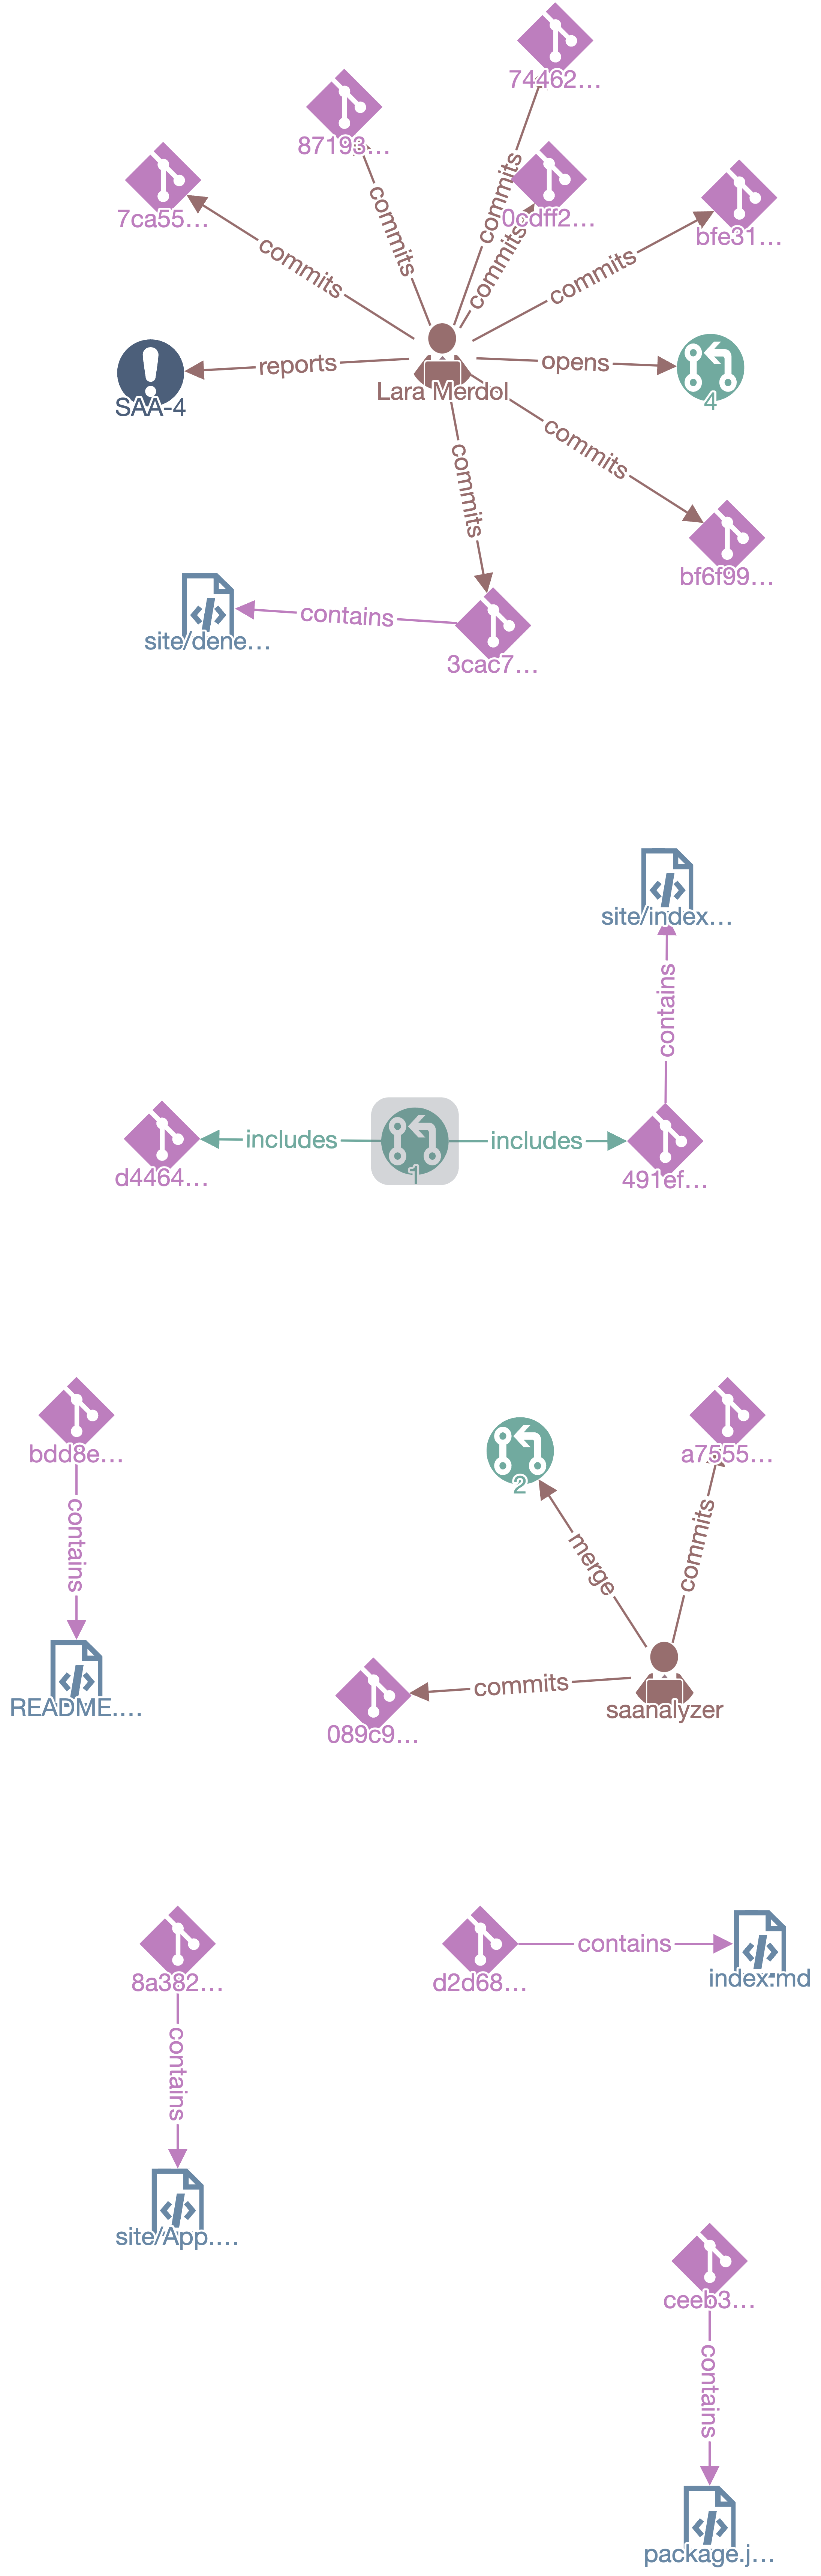 74462…
87193…
7ca55…
0cdff2…
bfe31…
commits
commits
commits
commits
commits
reports
opens
SAA-4
Lara Merdol
4
commits
commits
bf6f99…
site/dene…
contains
3cac7…
site/index…
contains
d4464…
includes
1
includes
491ef…
bdd8e…
contains
README.…
2
a7555…
merge
commits
commits
089c9…
saanalyzer
8a382…
contains
site/App.…
d2d68…
contains
index.md
ceeb3…
contains
package.j…